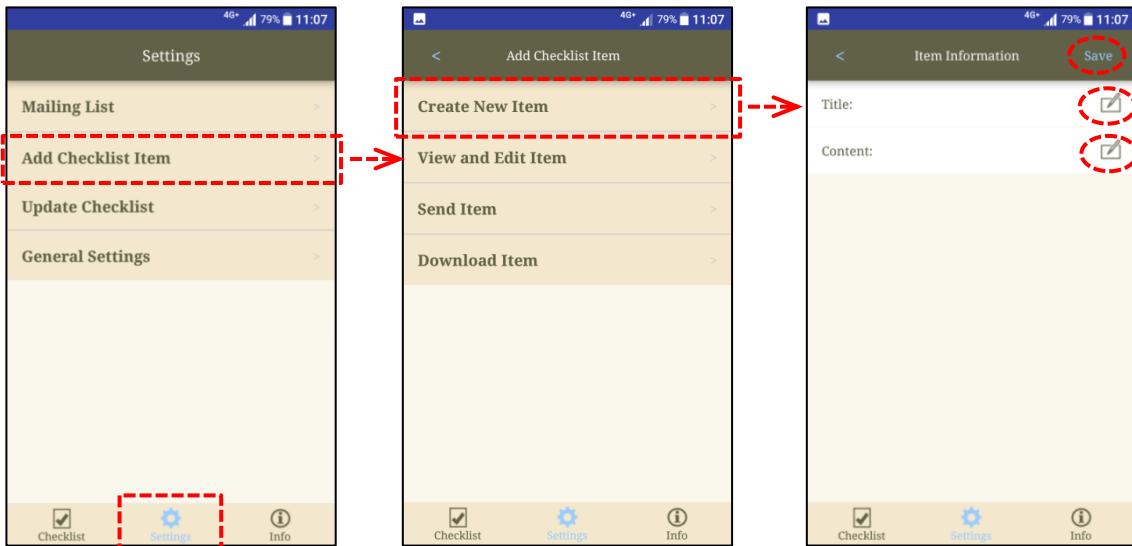 4G+ 79% 11:07
Settings
Mailing List >
Add Checklist Item >
Update Checklist >
General Settings >
Checklist Settings Info
4G+ 79% 11:07
< Add Checklist Item
Create New Item >
View and Edit Item >
Send Item >
Download Item >
Checklist Settings Info
4G+ 79% 11:07
< Item Information Save
Title:
Content:
Checklist Settings Info